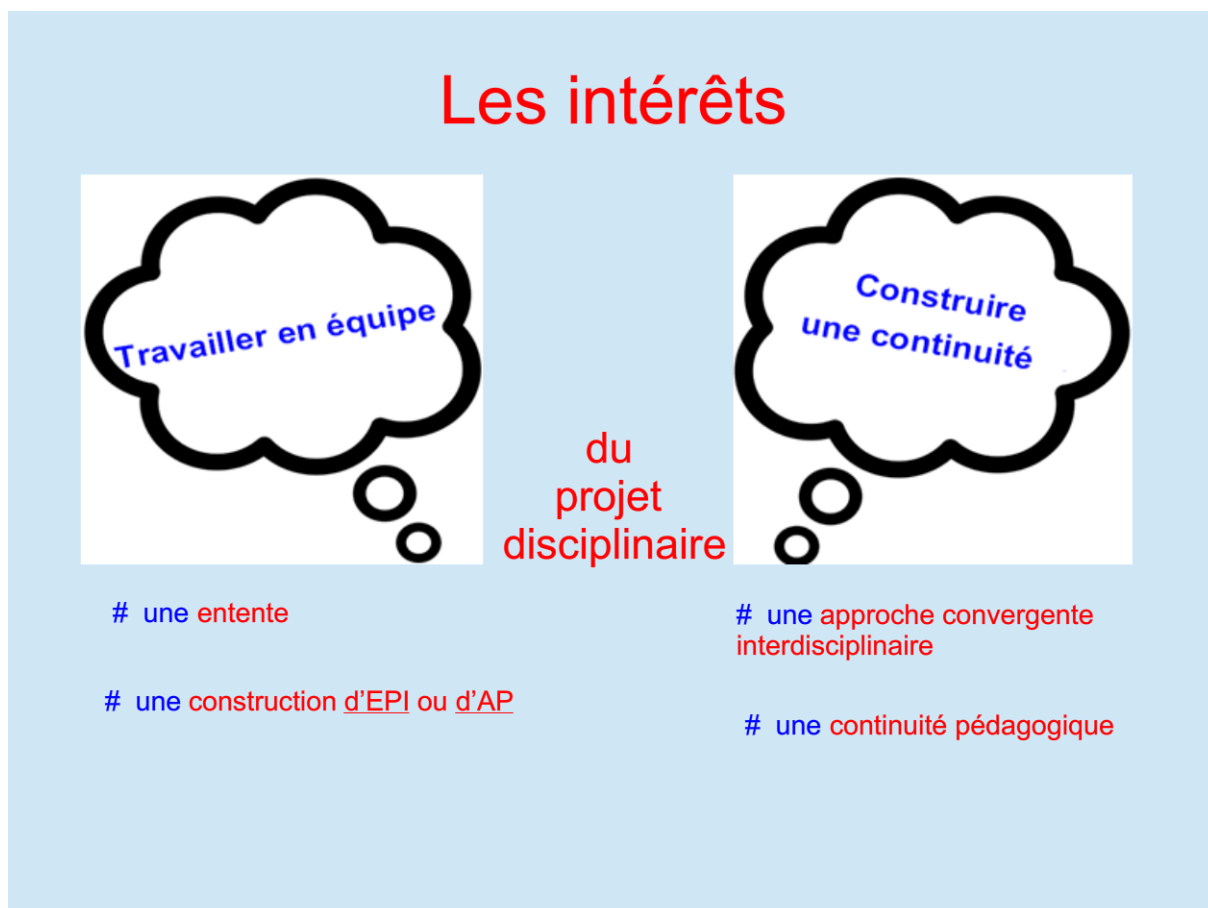 Les intérêts
Travailler en équipe
Construire
une continuité
du
projet
disciplinaire
# une entente
# une construction d’EPI ou d’AP
# une approche convergente
interdisciplinaire
# une continuité pédagogique